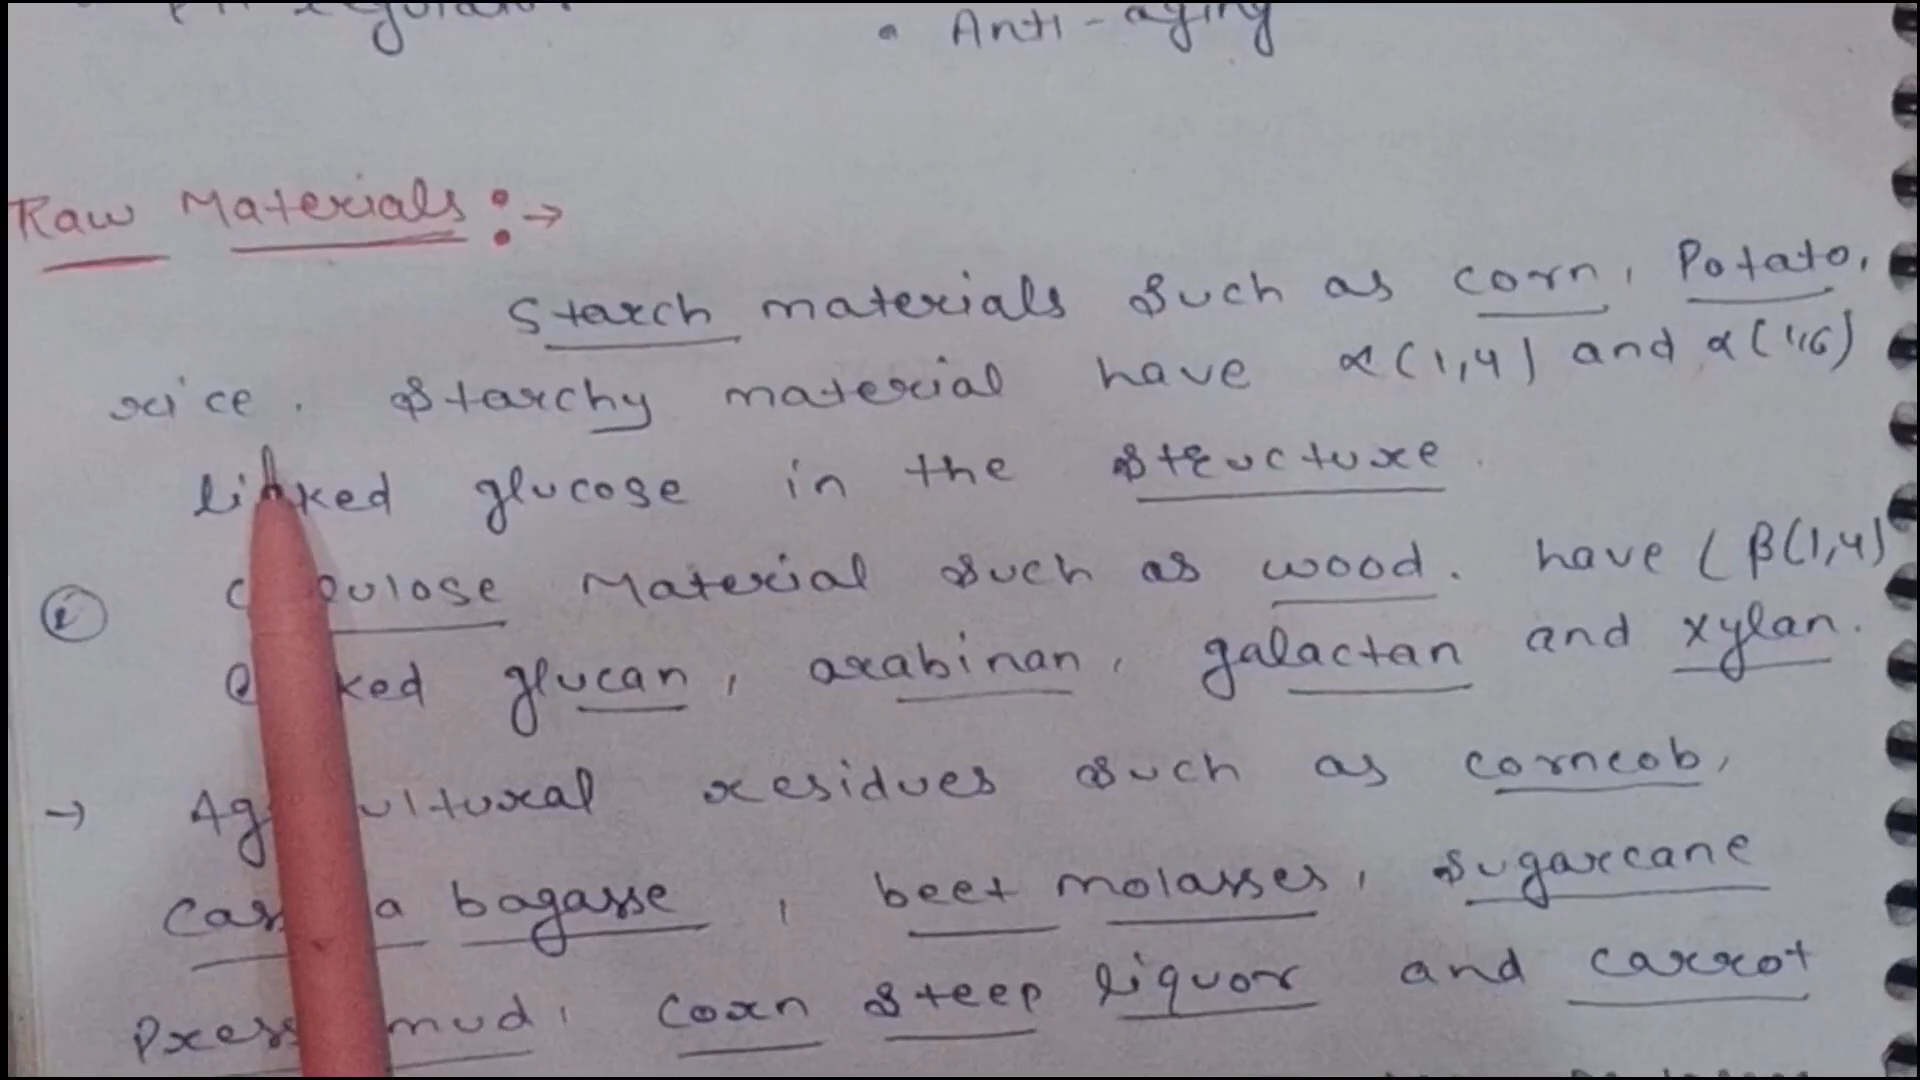 • Anti-aging
Raw Materials :→
Starch materials such as corn, Potato,
rice. Starchy material have α(1,4) and α(1,6)
linked glucose in the structure.
Material such as wood. have (β(1,4)
glucan, arabinan, galactan and xylan.
→ Agricultural residues such as corncob,
bagasse, beet molasses, sugarcane
Press mud, corn steep liquor and carrot